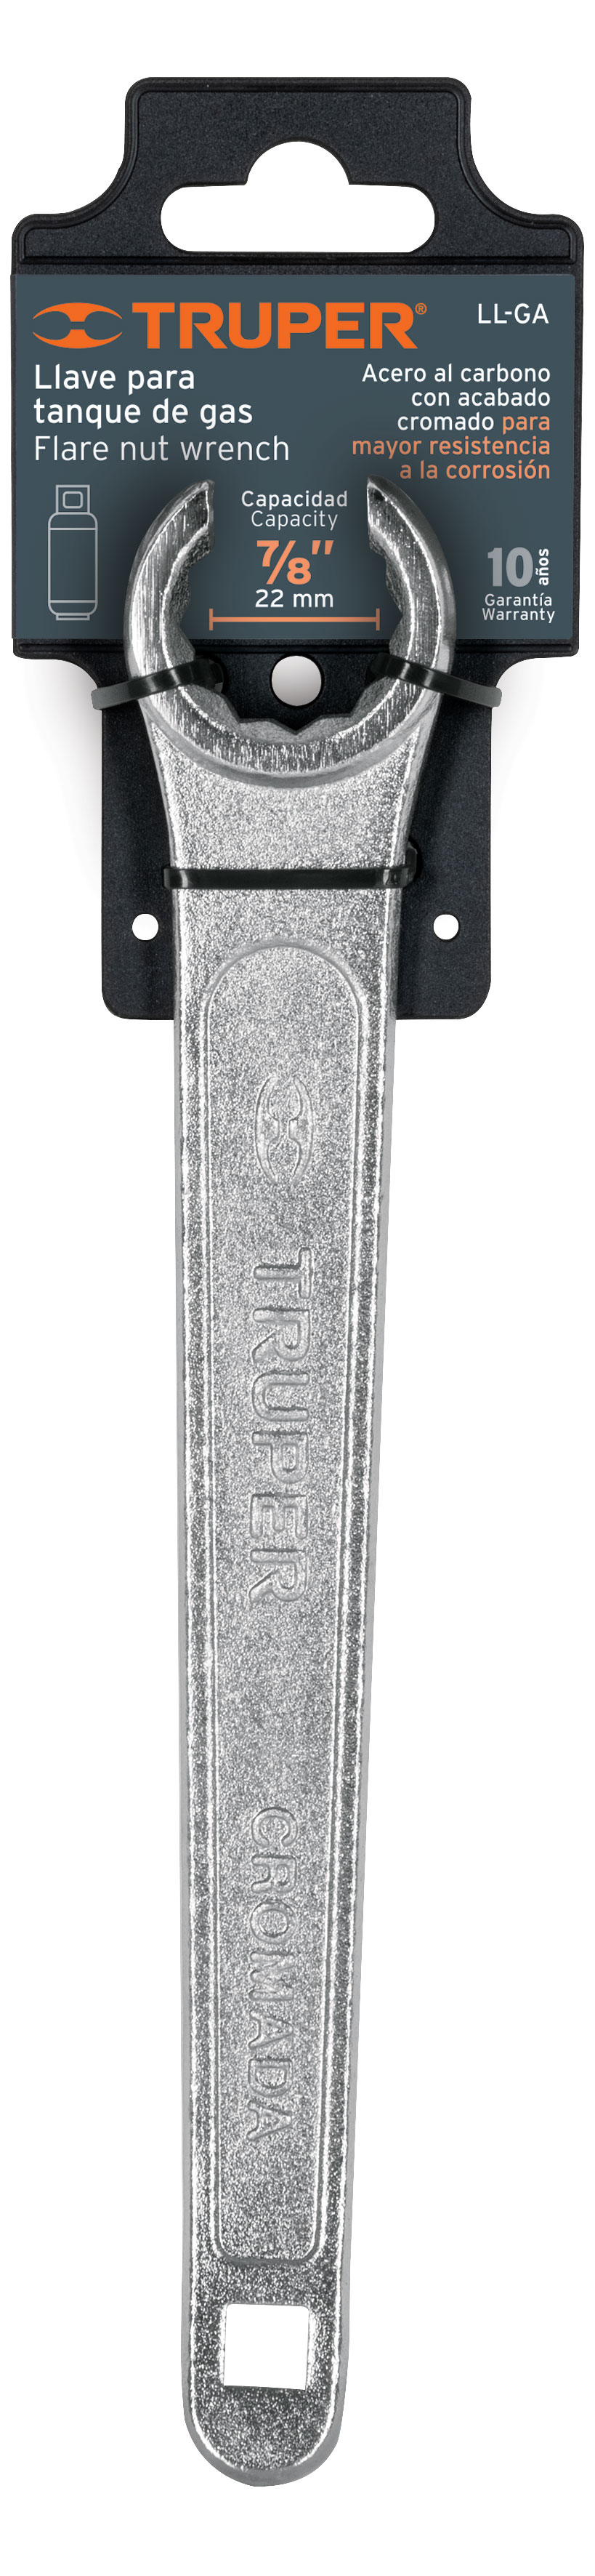 TRUPER®
LL-GA
Llave para
tanque de gas
Flare nut wrench
Acero al carbono
con acabado
cromado para
mayor resistencia
a la corrosión
Capacidad
Capacity
7/8"
22 mm
10 años
Garantía
Warranty
TRUPER
CROMADA